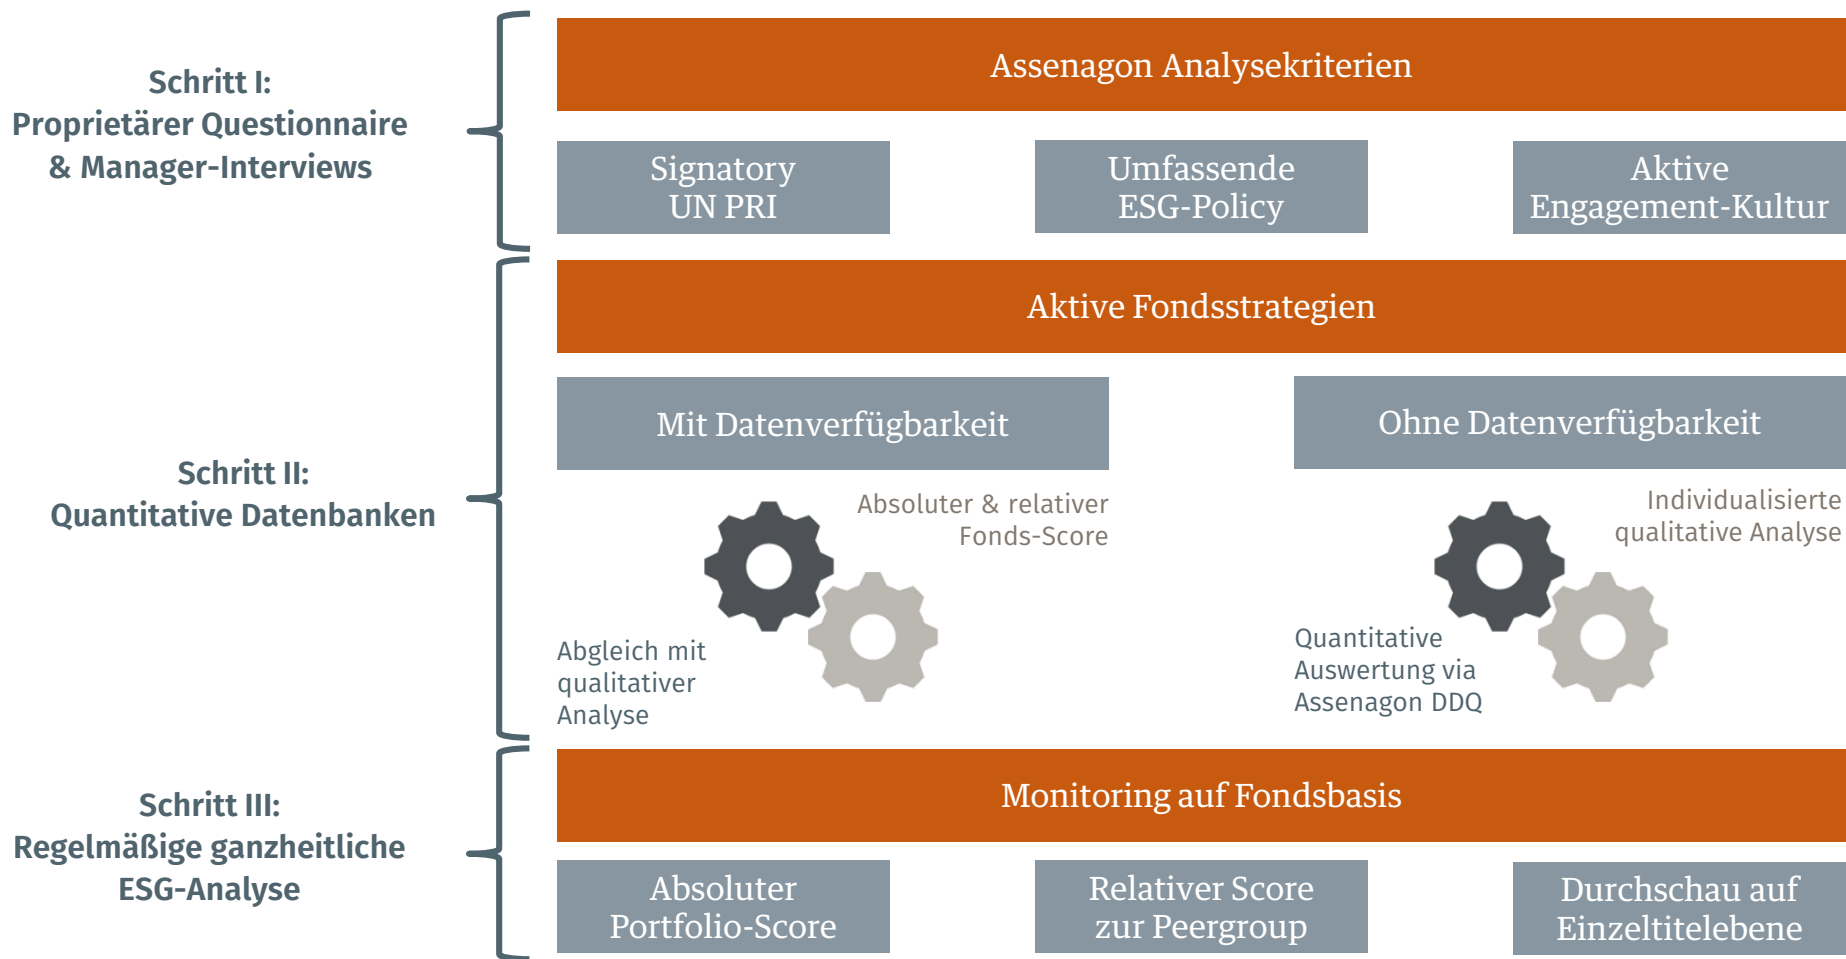 Schritt I:
Proprietärer Questionnaire
& Manager-Interviews
Assenagon Analysekriterien
Signatory
UN PRI
Umfassende
ESG-Policy
Aktive
Engagement-Kultur
Schritt II:
Quantitative Datenbanken
Aktive Fondsstrategien
Mit Datenverfügbarkeit
Absoluter & relativer
Fonds-Score
Abgleich mit
qualitativer
Analyse
Ohne Datenverfügbarkeit
Individualisierte
qualitative Analyse
Quantitative
Auswertung via
Assenagon DDQ
Schritt III:
Regelmäßige ganzheitliche
ESG-Analyse
Monitoring auf Fondsbasis
Absoluter
Portfolio-Score
Relativer Score
zur Peergroup
Durchschau auf
Einzeltitelebene